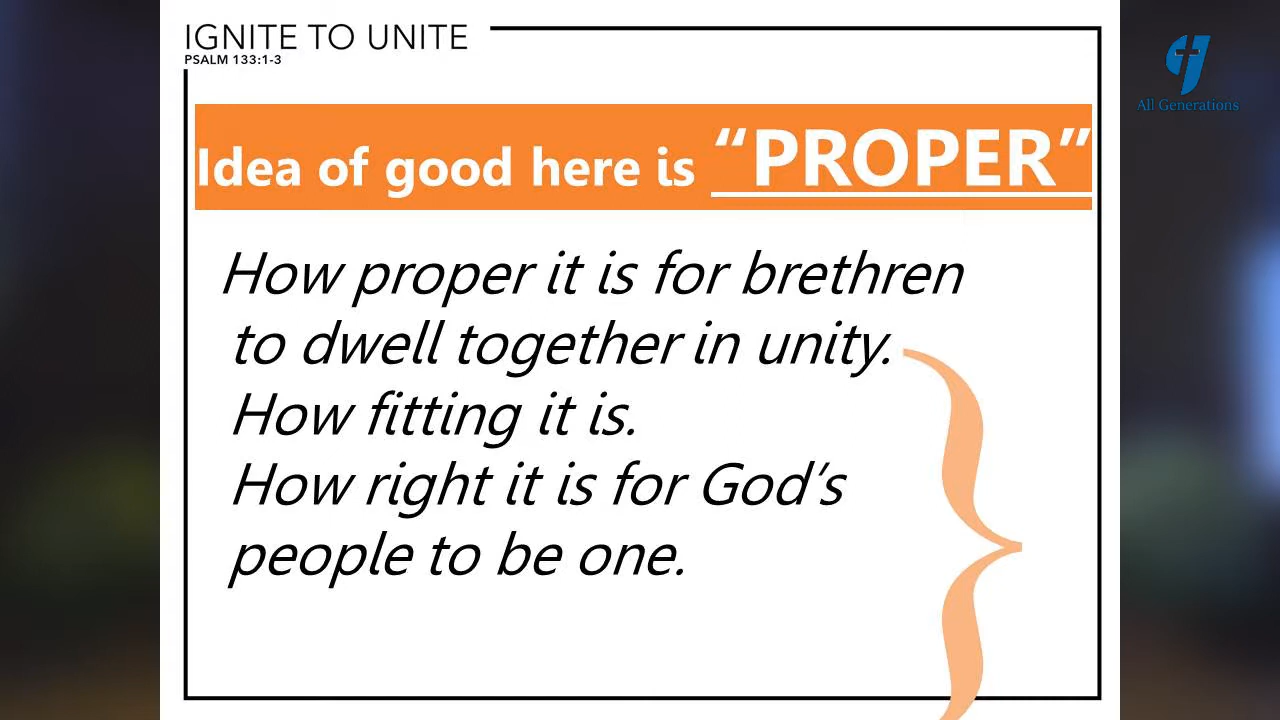 IGNITE TO UNITE
PSALM 133:1-3
All Generations
Idea of good here is “PROPER”
How proper it is for brethren
to dwell together in unity.
How fitting it is.
How right it is for God’s
people to be one.